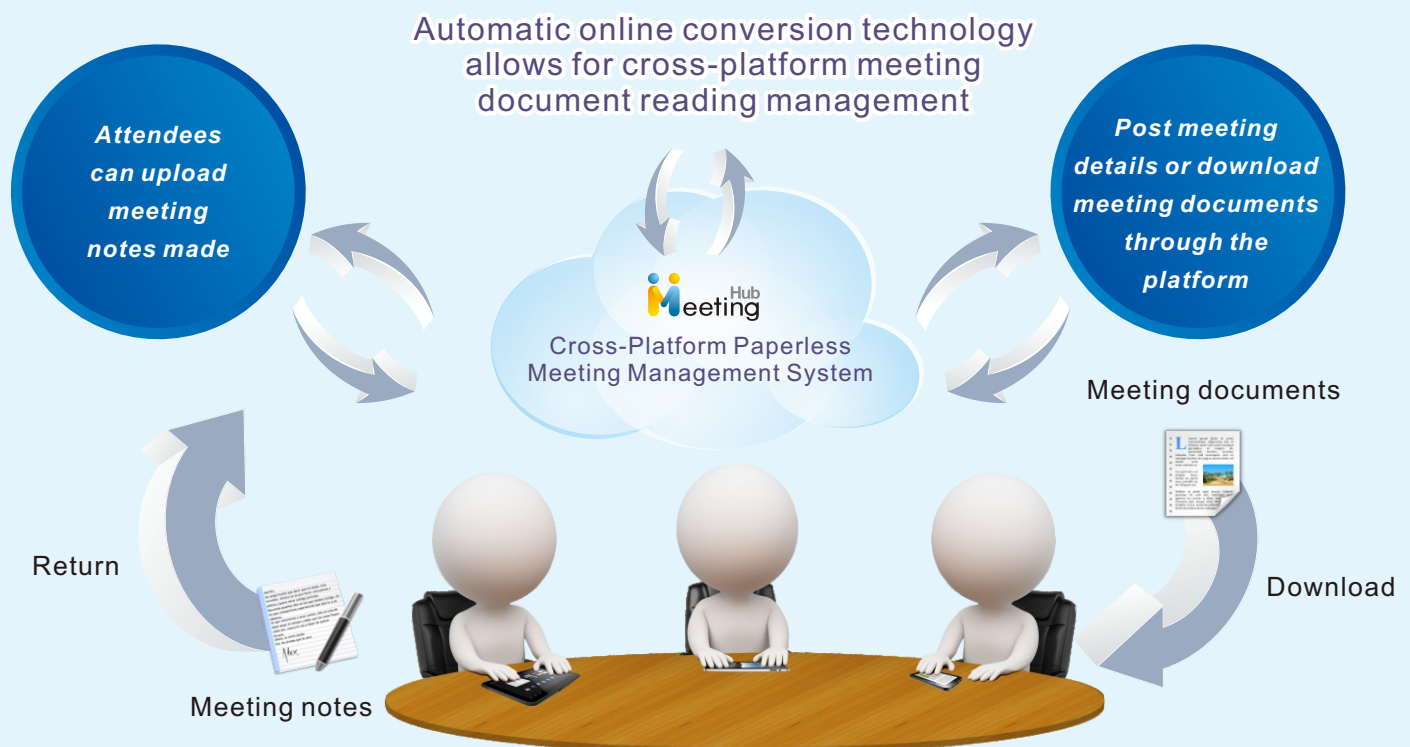 Automatic online conversion technology
allows for cross-platform meeting
document reading management
Attendees
can upload
meeting
notes made
Post meeting
details or download
meeting documents
through the
platform
Meeting Hub
Cross-Platform Paperless
Meeting Management System
Meeting documents
L
Return
Download
Alex
Meeting notes